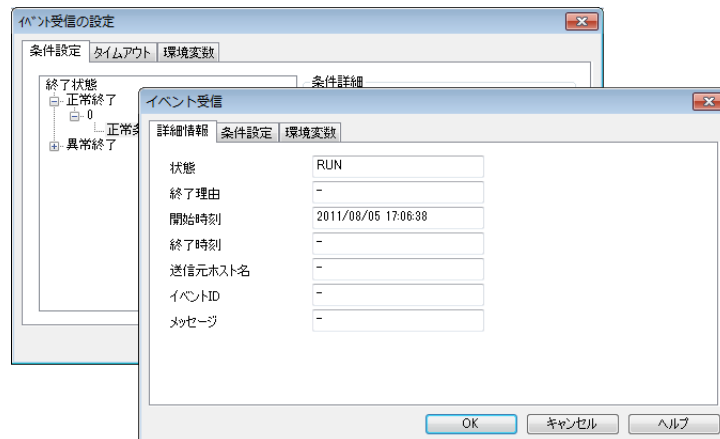 イベント受信の設定
条件設定 タイムアウト 環境変数
終了状態
正常終了
0
異常終了
条件詳細
イベント受信
詳細情報 条件設定 環境変数
状態 RUN
終了理由 -
開始時刻 2011/08/05 17:06:38
終了時刻 -
送信元ホスト名 -
イベントID -
メッセージ -
OK キャンセル ヘルプ